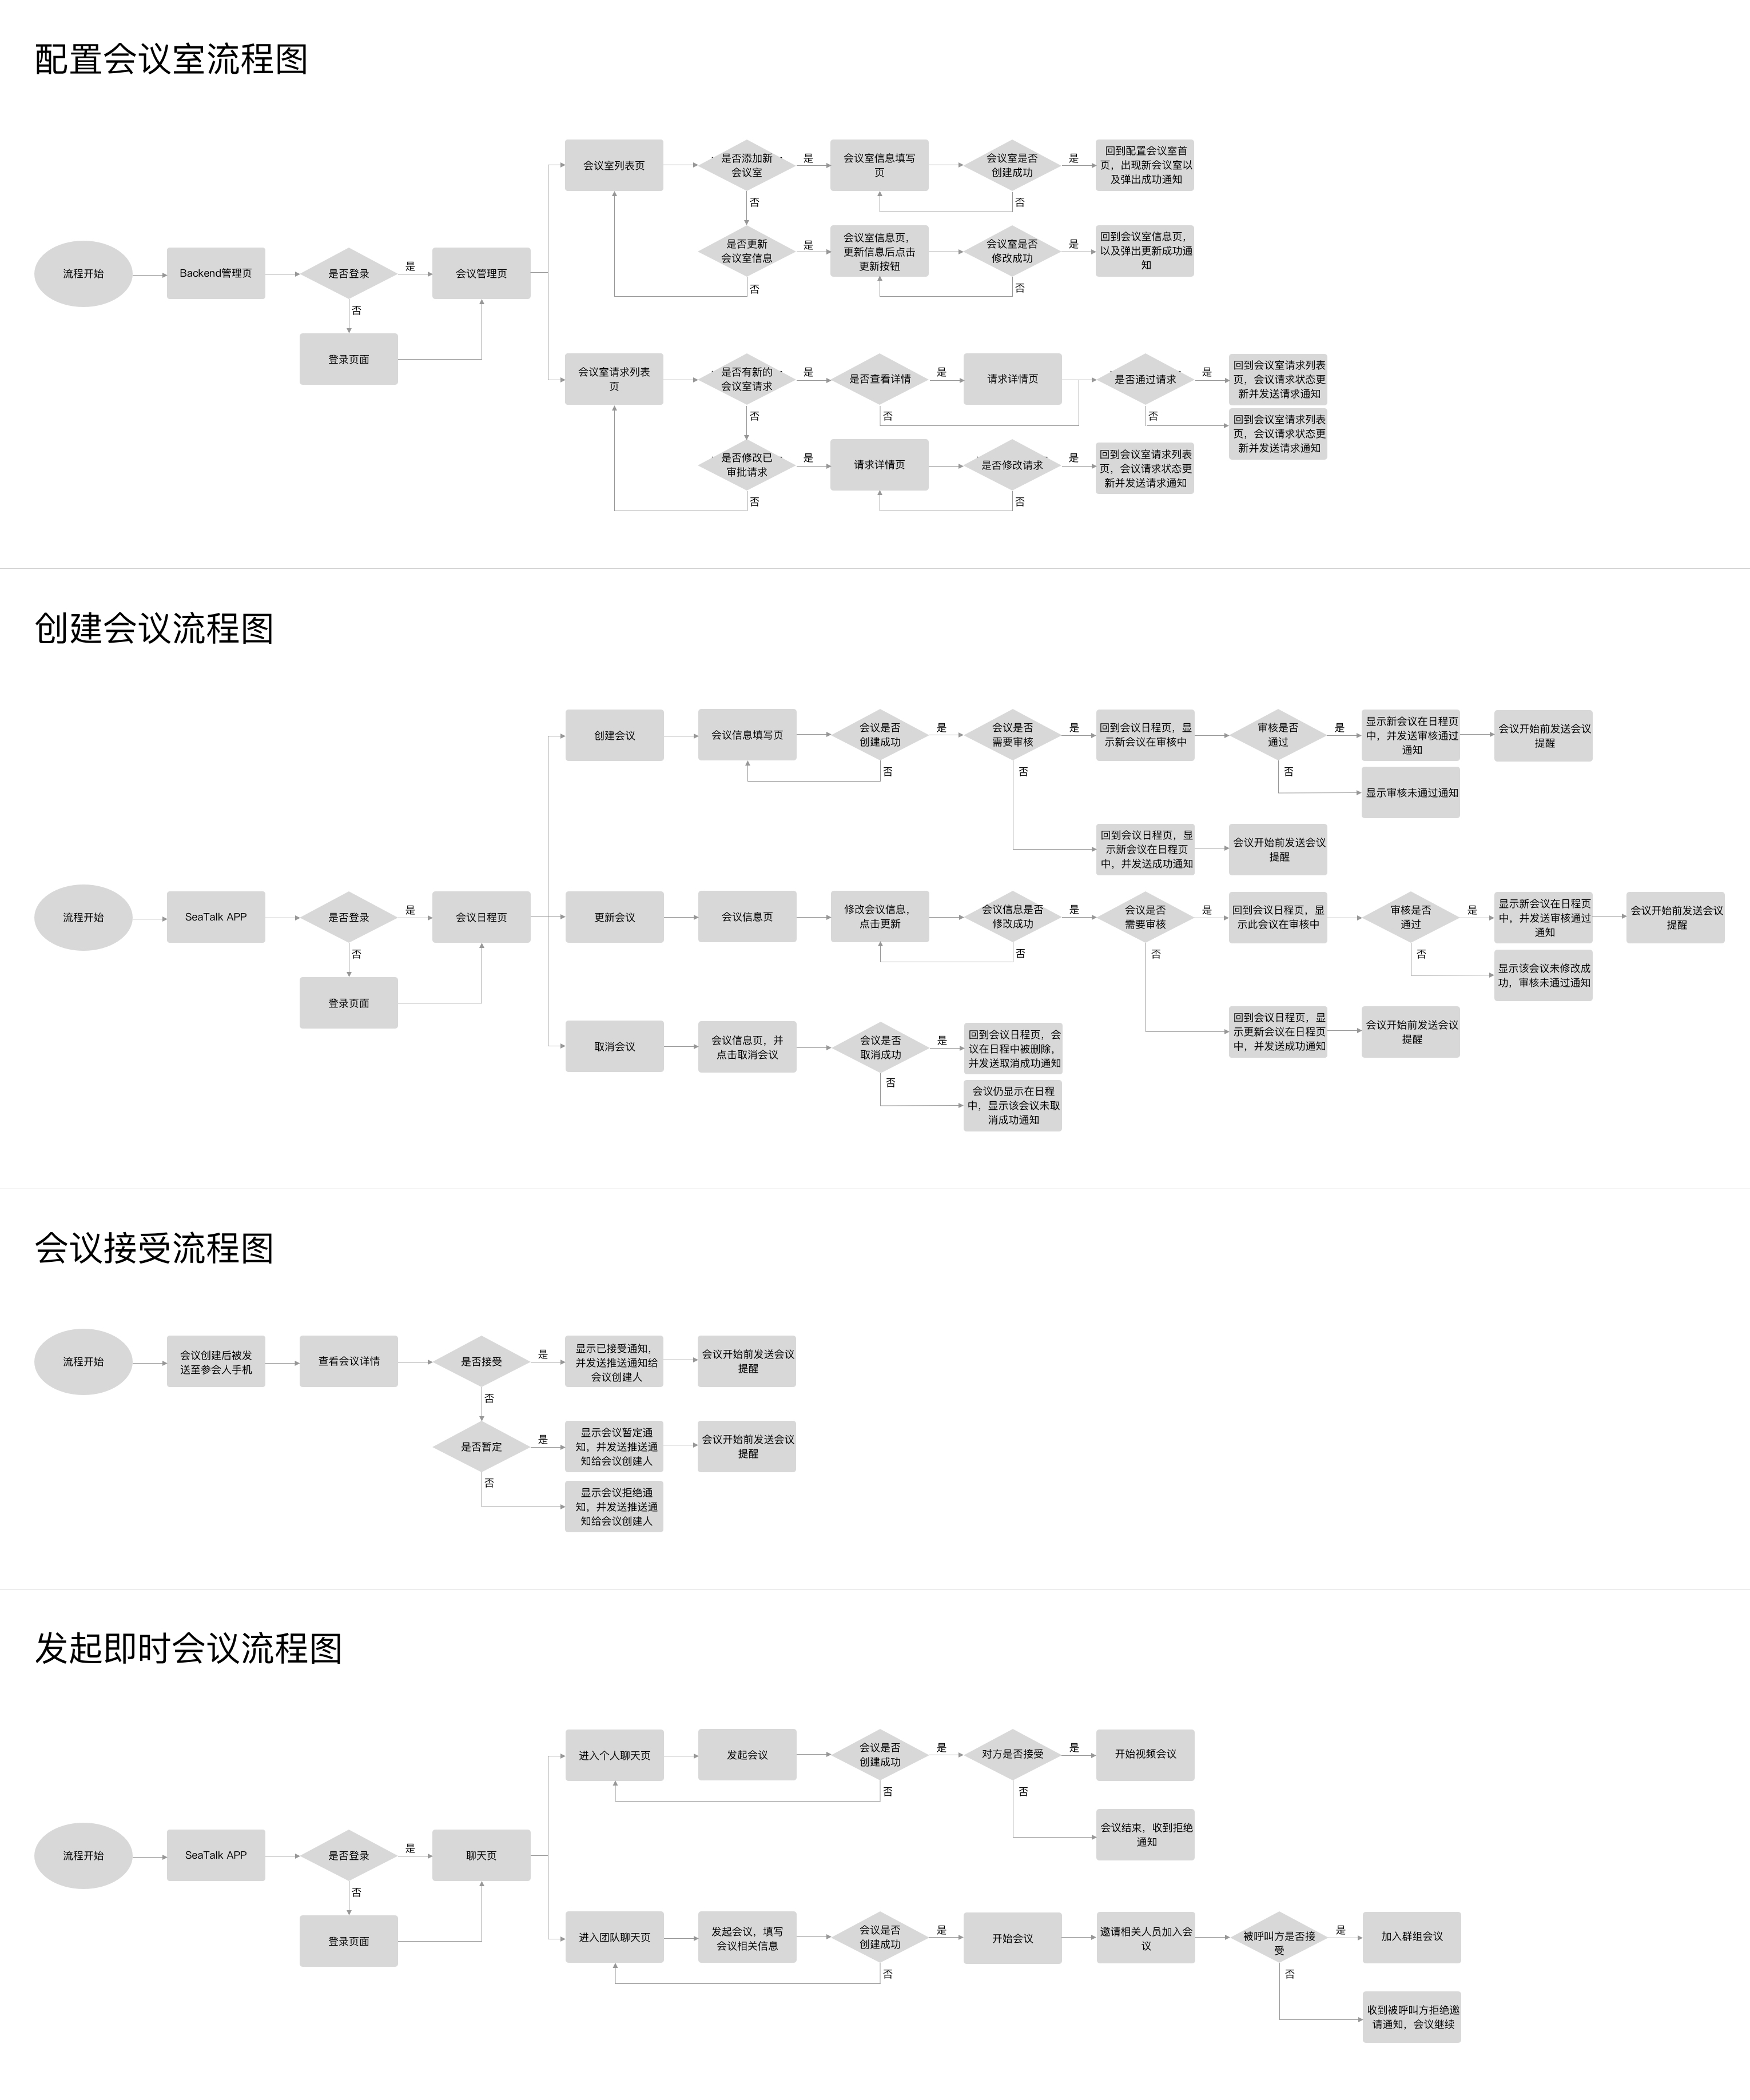 配置会议室流程图
会议室列表页
是否添加新
会议室
是
会议室信息填写
页
会议室是否
创建成功
是
回到配置会议室首
页，出现新会议室以
及弹出成功通知
否
否
流程开始
Backend管理页
是否登录
是
会议管理页
否
登录页面
是否更新
会议室信息
是
会议室信息页，
更新信息后点击
更新按钮
会议室是否
修改成功
是
回到会议室信息页，
以及弹出更新成功通
知
否
否
会议室请求列表
页
是否有新的
会议室请求
是
是否查看详情
是
请求详情页
是否通过请求
是
回到会议室请求列表
页，会议请求状态更
新并发送请求通知
否
否
否
回到会议室请求列表
页，会议请求状态更
新并发送请求通知
是否修改已
审批请求
是
请求详情页
是否修改请求
是
回到会议室请求列表
页，会议请求状态更
新并发送请求通知
否
否
创建会议流程图
创建会议
会议信息填写页
会议是否
创建成功
是
会议是否
需要审核
是
回到会议日程页，显
示新会议在审核中
审核是否
通过
是
显示新会议在日程页
中，并发送审核通过
通知
会议开始前发送会议
提醒
否
否
否
显示审核未通过通知
回到会议日程页，显
示新会议在日程页
中，并发送成功通知
会议开始前发送会议
提醒
流程开始
SeaTalk APP
是否登录
是
会议日程页
否
登录页面
更新会议
会议信息页
修改会议信息，
点击更新
会议信息是否
修改成功
是
会议是否
需要审核
是
回到会议日程页，显
示此会议在审核中
审核是否
通过
是
显示新会议在日程页
中，并发送审核通过
通知
会议开始前发送会议
提醒
否
否
否
显示该会议未修改成
功，审核未通过通知
回到会议日程页，显
示更新会议在日程页
中，并发送成功通知
会议开始前发送会议
提醒
取消会议
会议信息页，并
点击取消会议
会议是否
取消成功
是
回到会议日程页，会
议在日程中被删除，
并发送取消成功通知
否
会议仍显示在日程
中，显示该会议未取
消成功通知
会议接受流程图
流程开始
会议创建后被发
送至参会人手机
查看会议详情
是否接受
是
显示已接受通知，
并发送推送通知给
会议创建人
会议开始前发送会议
提醒
否
是否暂定
是
显示会议暂定通
知，并发送推送通
知给会议创建人
会议开始前发送会议
提醒
否
显示会议拒绝通
知，并发送推送通
知给会议创建人
发起即时会议流程图
进入个人聊天页
发起会议
会议是否
创建成功
是
对方是否接受
是
开始视频会议
否
否
会议结束，收到拒绝
通知
流程开始
SeaTalk APP
是否登录
是
聊天页
否
登录页面
进入团队聊天页
发起会议，填写
会议相关信息
会议是否
创建成功
是
开始会议
邀请相关人员加入会
议
被呼叫方是否接
受
是
加入群组会议
否
否
收到被呼叫方拒绝邀
请通知，会议继续